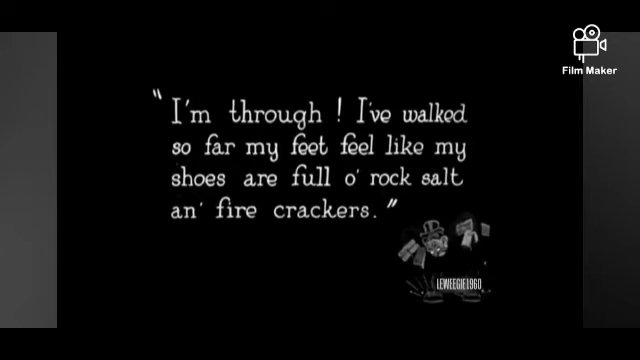 Film Maker
"I'm through! I've walked
so far my feet feel like my
shoes are full o' rock salt
an' fire crackers."
LEWEEGIE1960